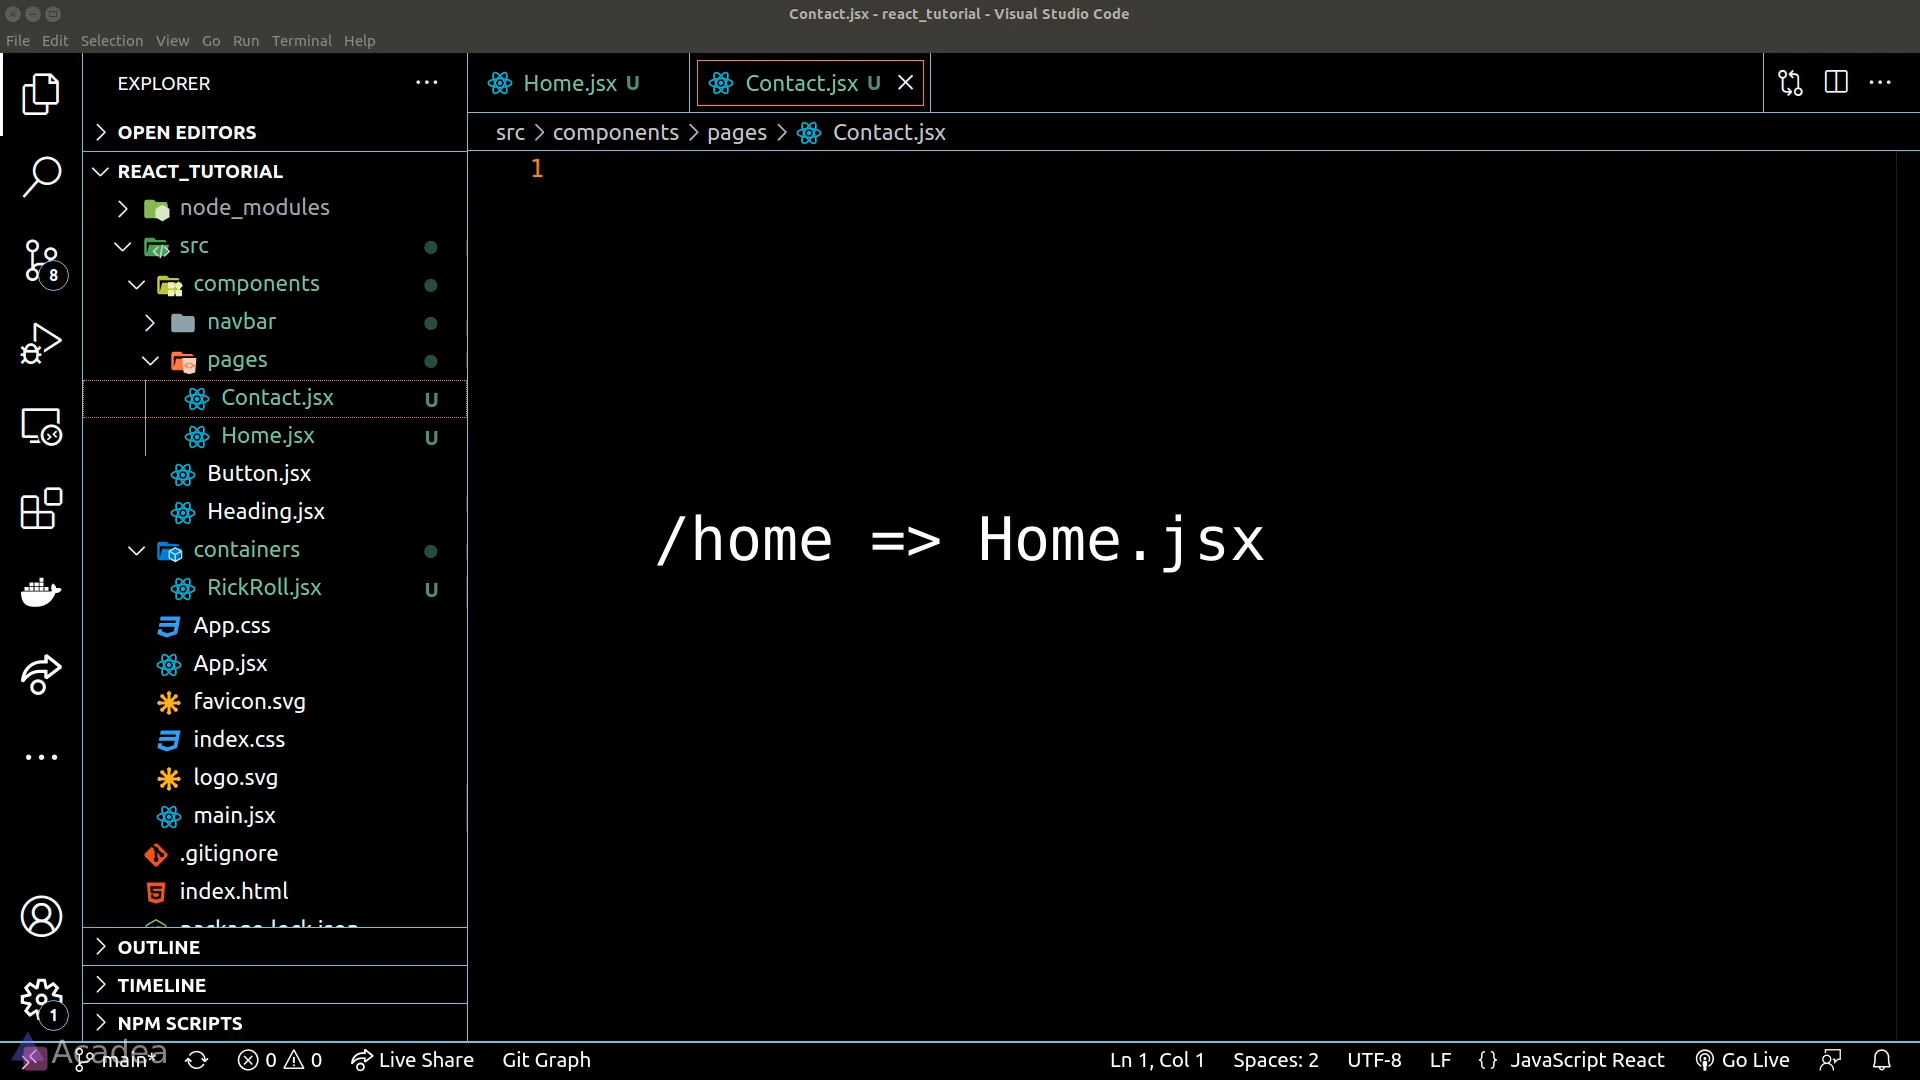 Contact.jsx - react_tutorial - Visual Studio Code
File Edit Selection View Go Run Terminal Help
EXPLORER
Home.jsx U
Contact.jsx U
OPEN EDITORS
src > components > pages > Contact.jsx
REACT_TUTORIAL
1
node_modules
src
8
components
navbar
pages
Contact.jsx U
Home.jsx U
Button.jsx
Heading.jsx
/home => Home.jsx
containers
RickRoll.jsx U
App.css
App.jsx
favicon.svg
index.css
logo.svg
main.jsx
.gitignore
index.html
package-lock.json
OUTLINE
TIMELINE
1
NPM SCRIPTS
Acadea
main* 0 0 Live Share Git Graph Ln 1, Col 1 Spaces: 2 UTF-8 LF {} JavaScript React Go Live